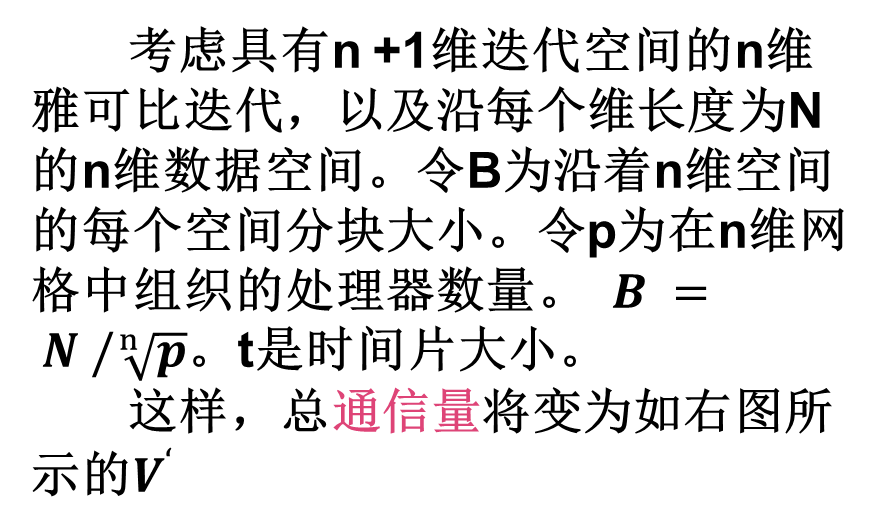 考虑具有n +1维迭代空间的n维
雅可比迭代，以及沿每个维长度为N
的n维数据空间。令B为沿着n维空间
的每个空间分块大小。令p为在n维网
格中组织的处理器数量。 B =
N /ⁿ√p。t是时间片大小。
这样，总通信量将变为如右图所
示的V‘